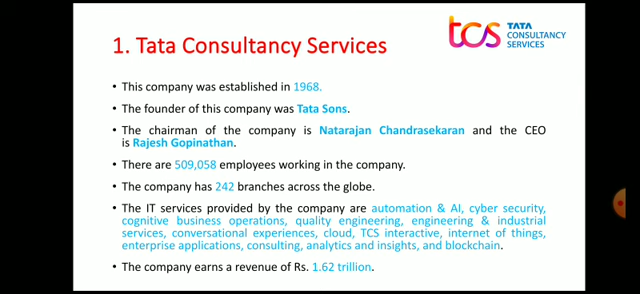 tcs TATA
CONSULTANCY
SERVICES
1. Tata Consultancy Services
• This company was established in 1968.
• The founder of this company was Tata Sons.
• The chairman of the company is Natarajan Chandrasekaran and the CEO
is Rajesh Gopinathan.
• There are 509,058 employees working in the company.
• The company has 242 branches across the globe.
• The IT services provided by the company are automation & AI, cyber security,
cognitive business operations, quality engineering, engineering & industrial
services, conversational experiences, cloud, TCS interactive, internet of things,
enterprise applications, consulting, analytics and insights, and blockchain.
• The company earns a revenue of Rs. 1.62 trillion.